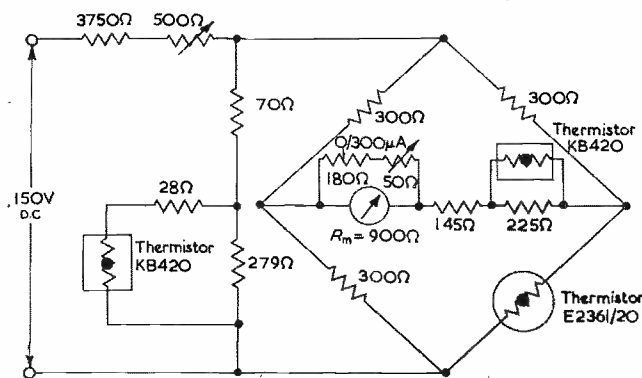 3750Ω
500Ω
70Ω
300Ω
300Ω
0/300μA
180Ω
50Ω
Thermistor
KB420
28Ω
150V
D.C
Thermistor
KB420
279Ω
Rm=900Ω
145Ω
225Ω
300Ω
Thermistor
E2361/20